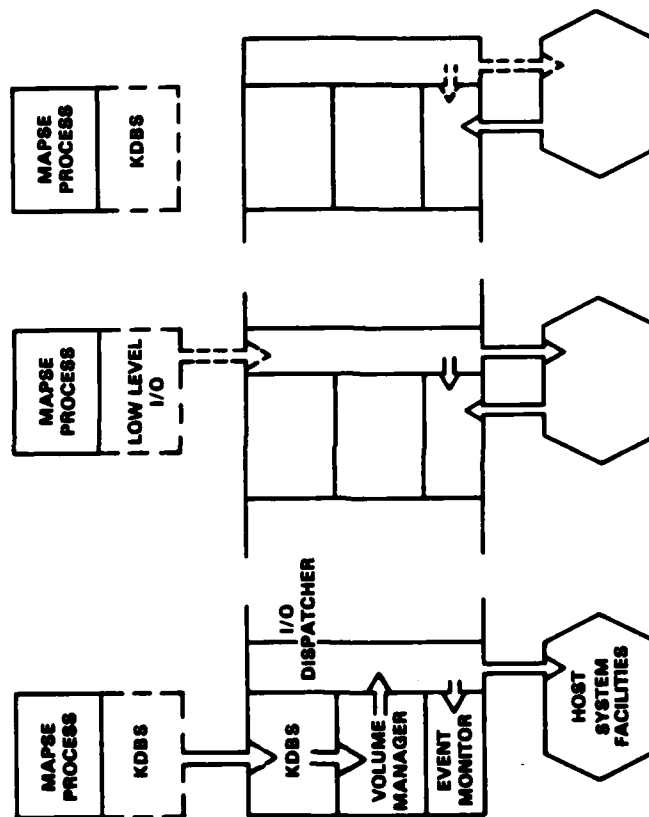 MAPSE
PROCESS
KDBS
KDBS
VOLUME
MANAGER
EVENT
MONITOR
I/O
DISPATCHER
HOST
SYSTEM
FACILITIES
MAPSE
PROCESS
LOW LEVEL
I/O
MAPSE
PROCESS
KDBS